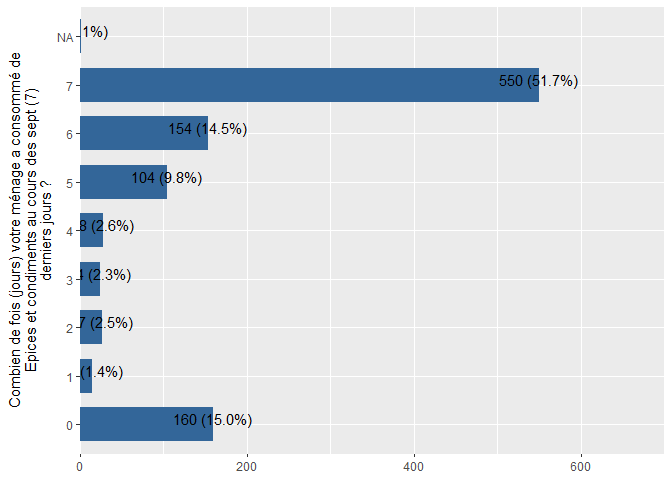 Combien de fois (jours) votre ménage a consommé de
Epices et condiments au cours des sept (7)
derniers jours ?
NA 1%)
7 550 (51.7%)
6 154 (14.5%)
5 104 (9.8%)
4 8 (2.6%)
3 (2.3%)
2 7 (2.5%)
1 (1.4%)
0 160 (15.0%)
0 200 400 600